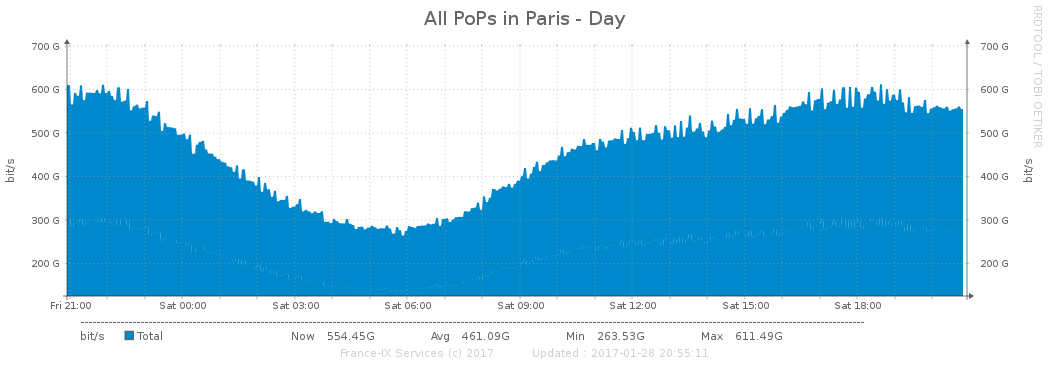 All PoPs in Paris - Day
RRDTOOL / TOBI OETIKER
700 G 700 G
600 G 600 G
500 G 500 G
400 G 400 G
300 G 300 G
200 G 200 G
bit/s bit/s
Fri 21:00 Sat 00:00 Sat 03:00 Sat 06:00 Sat 09:00 Sat 12:00 Sat 15:00 Sat 18:00
bit/s Total Now 554.45G Avg 461.09G Min 263.53G Max 611.49G
France-IX Services (c) 2017 Updated : 2017-01-28 20:55:11